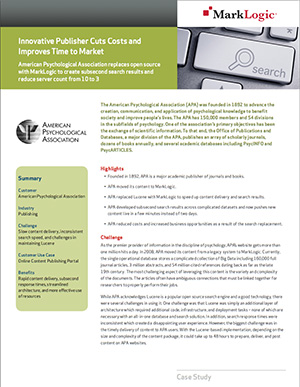 MarkLogic
Innovative Publisher Cuts Costs and
Improves Time to Market
American Psychological Association replaces open source
with MarkLogic to create subsecond search results and
reduce server count from 10 to 3
search
The American Psychological Association (APA) was founded in 1892 to advance the
creation, communication, and application of psychological knowledge to benefit
society and improve people's lives. The APA has 150,000 members and 54 divisions
in the subfields of psychology. One of the association's primary objectives has been
the exchange of scientific information. To that end, the Office of Publications and
Databases, a major division of the APA, publishes an array of scholarly journals,
dozens of books annually, and several academic databases including PsycINFO and
PsycARTICLES.
AMERICAN
PSYCHOLOGICAL
ASSOCIATION
Summary
Customer
American Psychological Association
Industry
Publishing
Challenge
Slow content delivery, inconsistent
search speed, and challenges in
maintaining Lucene
Customer Use Case
Online Content Publishing Portal
Benefits
Rapid content delivery, subsecond
response times, streamlined
architecture, and more effective use
of resources
Highlights
• Founded in 1892, APA is a major academic publisher of journals and books.
• APA moved its content to MarkLogic.
• APA replaced Lucene with MarkLogic to speed up content delivery and search results.
• APA developed subsecond search results across complicated datasets and now pushes new
content live in a few minutes instead of two days.
• APA reduced costs and increased business opportunities as a result of the search replacement.
Challenge
As the premier provider of information in the discipline of psychology, APA's website gets more than
one million hits a day. In 2008, APA moved its content from a legacy system to MarkLogic. Currently,
the single operational database stores a complicated collection of Big Data including 100,000 full
journal articles, 3 million abstracts, and 54 million cited references dating back as far as the late
19th century. The most challenging aspect of leveraging this content is the variety and complexity
of the documents. The articles often have ambiguous connections that must be linked together for
researchers to properly perform their jobs.
While APA acknowledges Lucene is a popular open source search engine and a good technology, there
were several challenges in using it. One challenge was that Lucene was simply an additional layer of
architecture which required additional code, infrastructure, and deployment tasks – none of which are
necessary with an all-in-one database and search solution. In addition, search response times were
inconsistent which created a disappointing user experience. However, the biggest challenge was in
the timely delivery of content to APA users. With the Lucene-based implementation, depending on the
size and complexity of the content package, it could take up to 48 hours to prepare, deliver, and post
content on APA websites.
Case Study